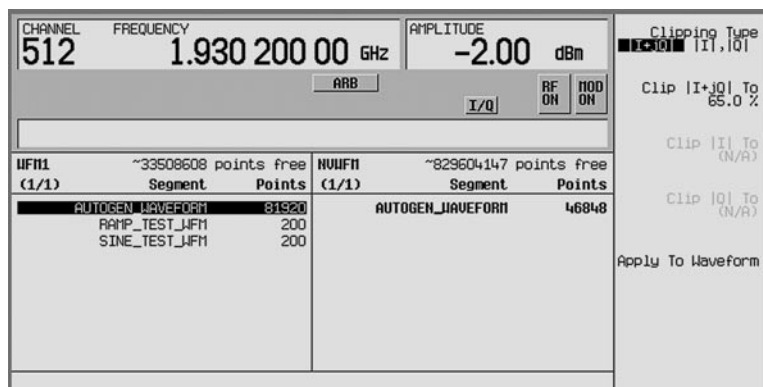 CHANNEL
512
FREQUENCY
1.930 200 00 GHz
AMPLITUDE
-2.00 dBm
ARB
I/Q
RF ON
MOD ON
WFM1 ~33508608 points free
(1/1) Segment Points
AUTOGEN_WAVEFORM 81920
RAMP_TEST_WFM 200
SINE_TEST_WFM 200
NVWFM ~829604147 points free
(1/1) Segment Points
AUTOGEN_WAVEFORM 46848
Clipping Type
|I+jQ| |I|,|Q|
Clip |I+jQ| To
65.0 %
Clip |I| To
(N/A)
Clip |Q| To
(N/A)
Apply To Waveform